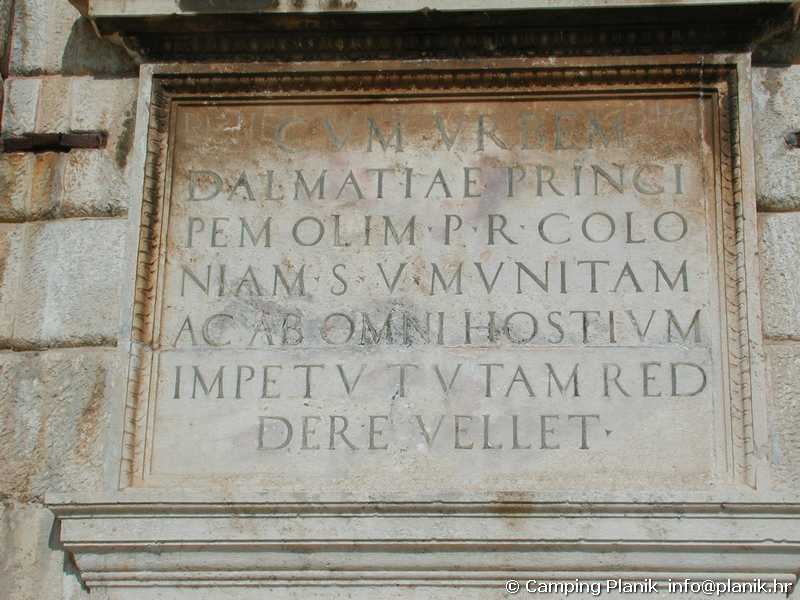 CVM VRBEM
DALMATIAE PRINCI
PEM OLIM · P · R · COLO
NIAM · S · V · MVNITAM
AC · AB OMNI HOSTIVM
IMPETV TVTAM RED
DERE VELLET ·
© Camping Planik info@planik.hr